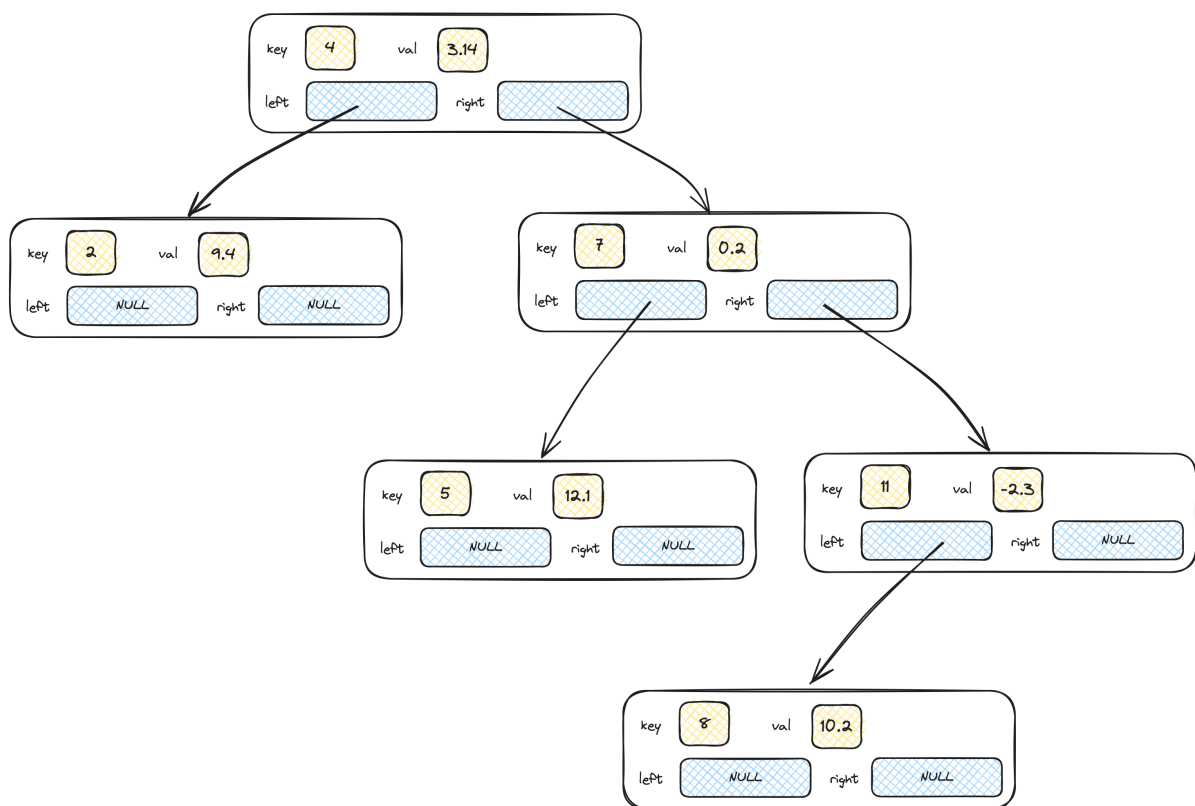 key 4 val 3.14
left right
key 2 val 9.4
left NULL right NULL
key 7 val 0.2
left right
key 5 val 12.1
left NULL right NULL
key 11 val -2.3
left right NULL
key 8 val 10.2
left NULL right NULL